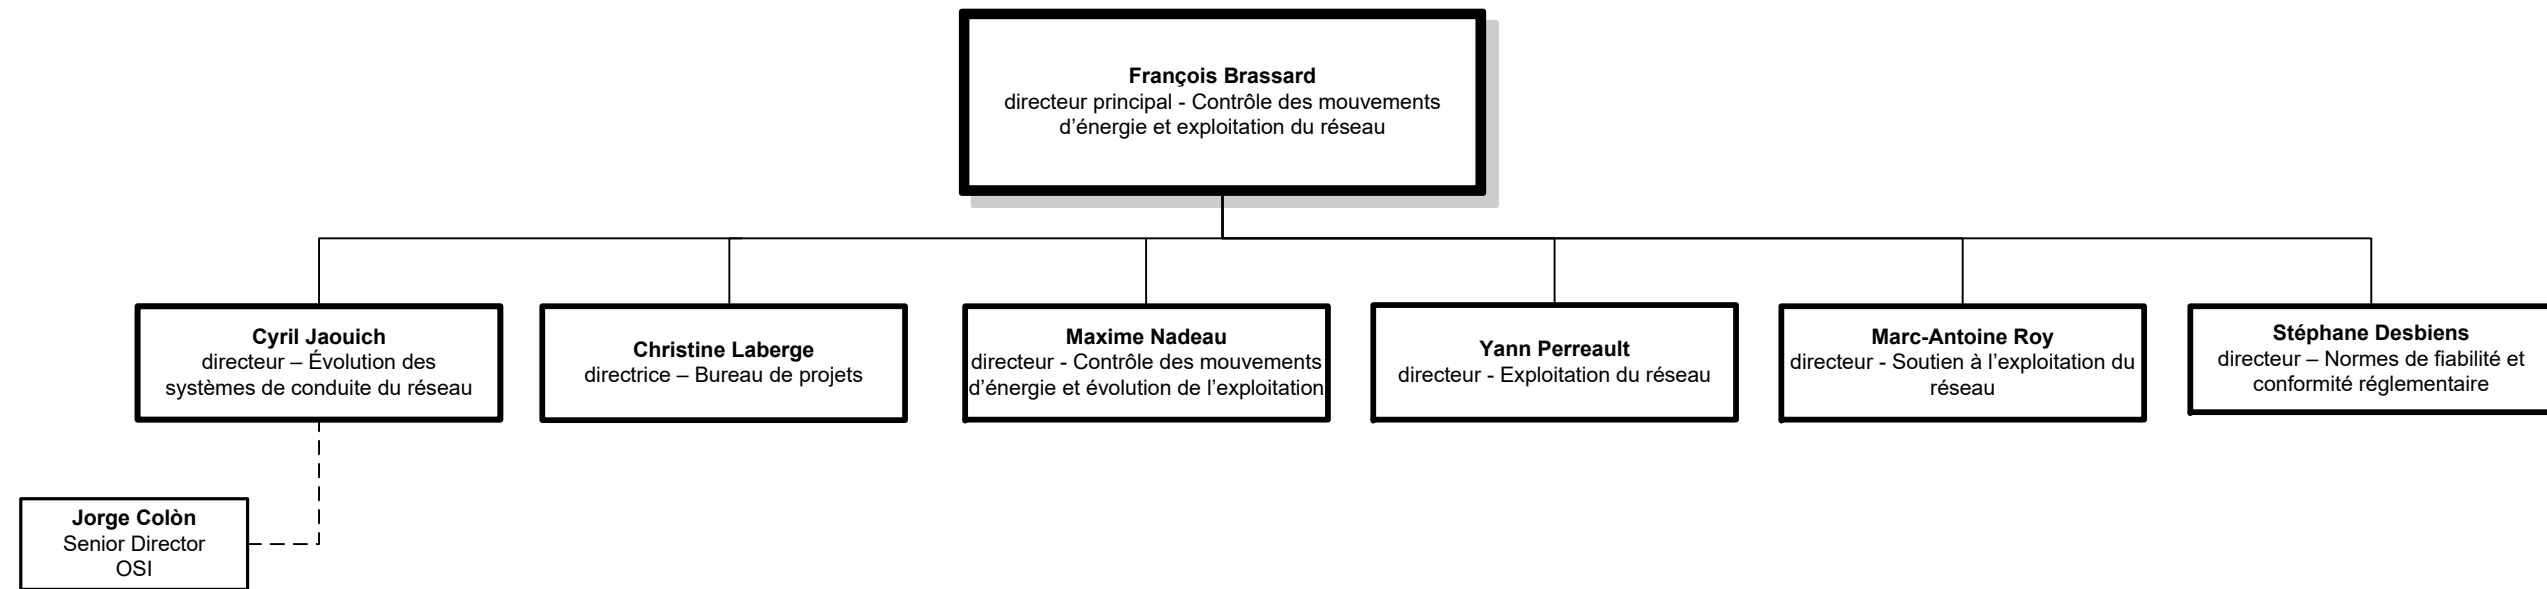 François Brassard
directeur principal - Contrôle des mouvements
d’énergie et exploitation du réseau
Cyril Jaouich
directeur – Évolution des
systèmes de conduite du réseau
Christine Laberge
directrice – Bureau de projets
Maxime Nadeau
directeur - Contrôle des mouvements
d’énergie et évolution de l’exploitation
Yann Perreault
directeur - Exploitation du réseau
Marc-Antoine Roy
directeur - Soutien à l’exploitation du
réseau
Stéphane Desbiens
directeur – Normes de fiabilité et
conformité réglementaire
Jorge Colòn
Senior Director
OSI